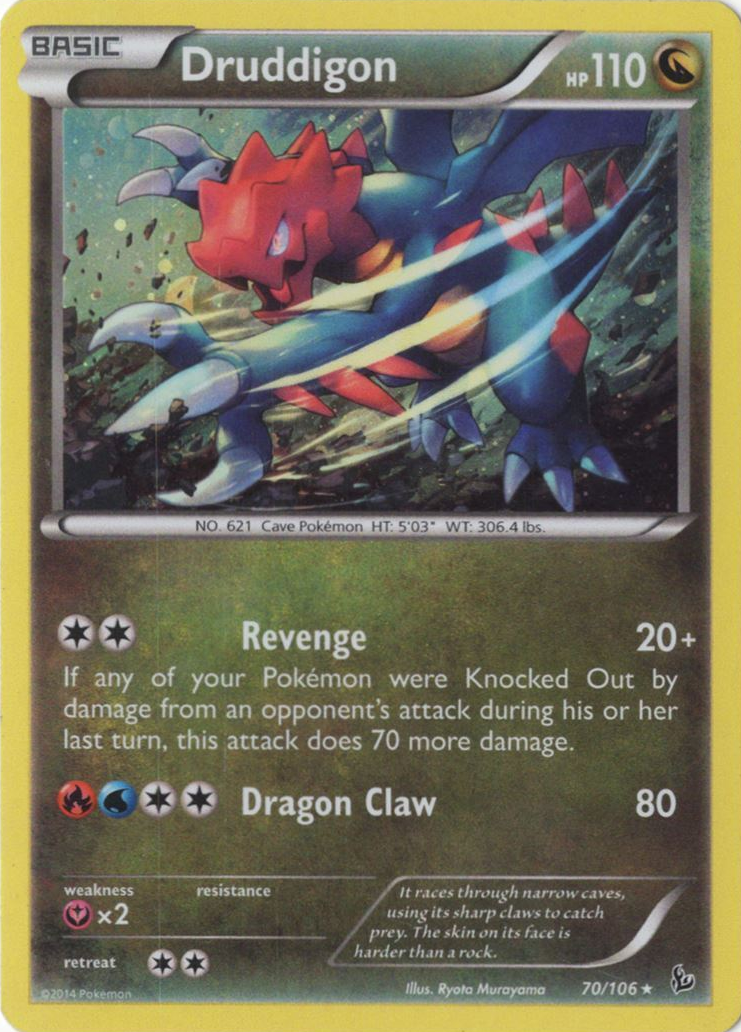 BASIC
Druddigon
HP110
NO. 621 Cave Pokémon HT: 5'03" WT: 306.4 lbs.
Revenge 20+
If any of your Pokémon were Knocked Out by
damage from an opponent's attack during his or her
last turn, this attack does 70 more damage.
Dragon Claw 80
weakness resistance
×2
It races through narrow caves,
using its sharp claws to catch
prey. The skin on its face is
harder than a rock.
retreat
©2014 Pokémon
Illus. Ryota Murayama 70/106 ★